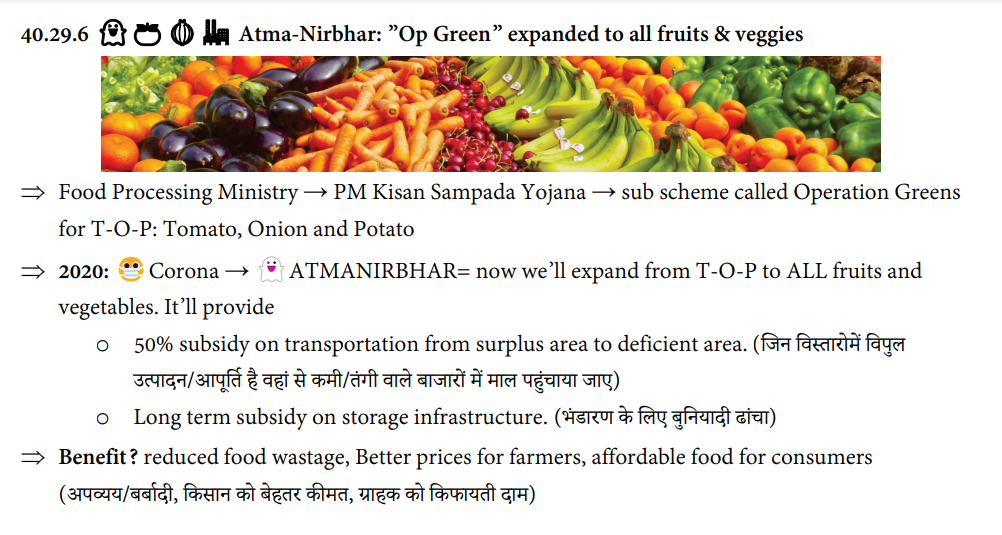 40.29.6 Atma-Nirbhar: ”Op Green” expanded to all fruits & veggies
⇒ Food Processing Ministry → PM Kisan Sampada Yojana → sub scheme called Operation Greens
for T-O-P: Tomato, Onion and Potato
⇒ 2020: 😷 Corona → 👻 ATMANIRBHAR= now we’ll expand from T-O-P to ALL fruits and
vegetables. It’ll provide
○ 50% subsidy on transportation from surplus area to deficient area. (जिन विस्तारोमें विपुल
उत्पादन/आपूर्ति है वहां से कमी/तंगी वाले बाजारों में माल पहुंचाया जाए)
○ Long term subsidy on storage infrastructure. (भंडारण के लिए बुनियादी ढांचा)
⇒ Benefit? reduced food wastage, Better prices for farmers, affordable food for consumers
(अपव्यय/बर्बादी, किसान को बेहतर कीमत, ग्राहक को किफायती दाम)